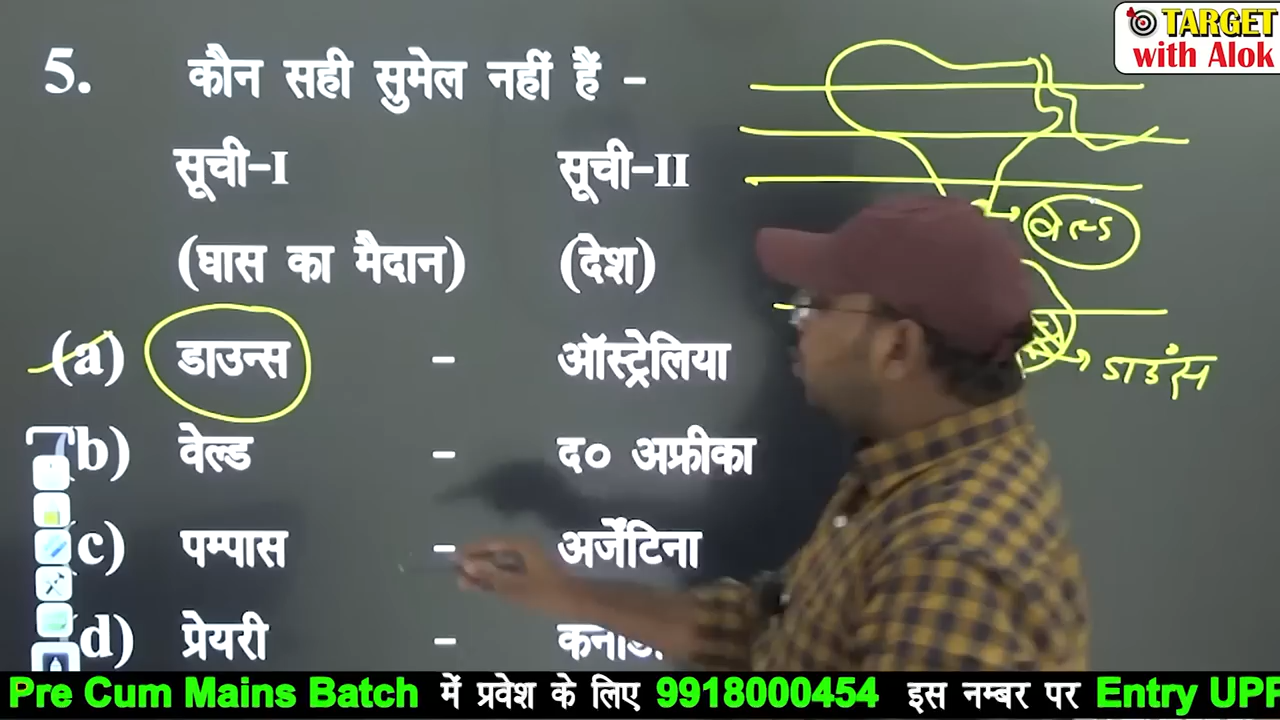 TARGET
with Alok
5. कौन सही सुमेल नहीं हैं -
सूची-I सूची-II
(घास का मैदान) (देश)
वेल्ड
(a) डाउन्स - ऑस्ट्रेलिया
डाउंस
(b) वेल्ड - द० अफ्रीका
(c) पम्पास - अर्जेंटिना
(d) प्रेयरी -
Pre Cum Mains Batch में प्रवेश के लिए 9918000454 इस नम्बर पर Entry UPP